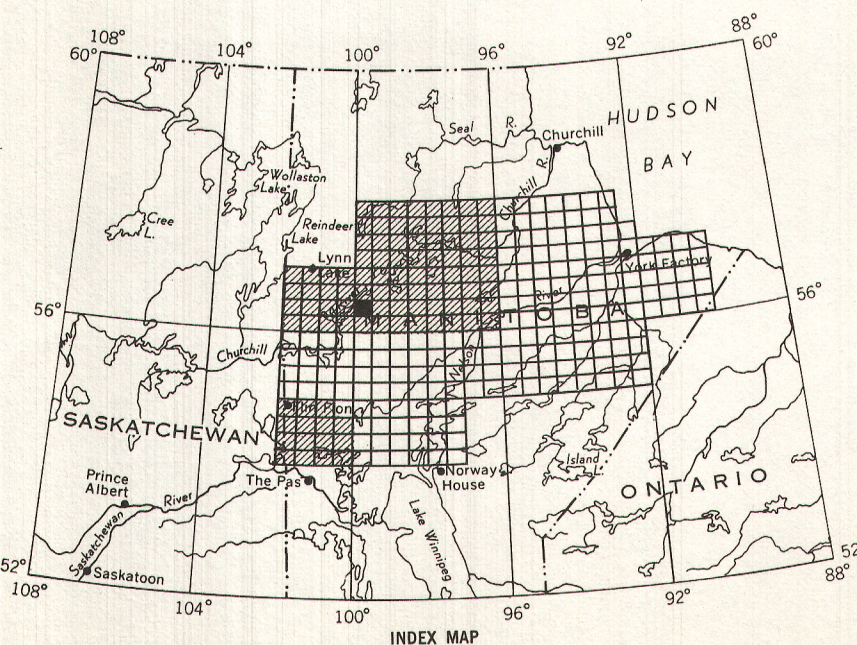 108°
104°
100°
96°
92°
88°
60°
60°
HUDSON
BAY
Seal R.
Churchill
Churchill R.
Wollaston
Lake
Cree
L.
Reindeer
Lake
Lynn
Lake
York Factory
River
56°
56°
MANITOBA
Churchill
Nelson
Flin Flon
SASKATCHEWAN
Prince
Albert
River
Saskatchewan
The Pas
Norway
House
Island
L.
ONTARIO
Lake Winnipeg
Saskatoon
52°
52°
108°
104°
100°
96°
92°
88°
INDEX MAP